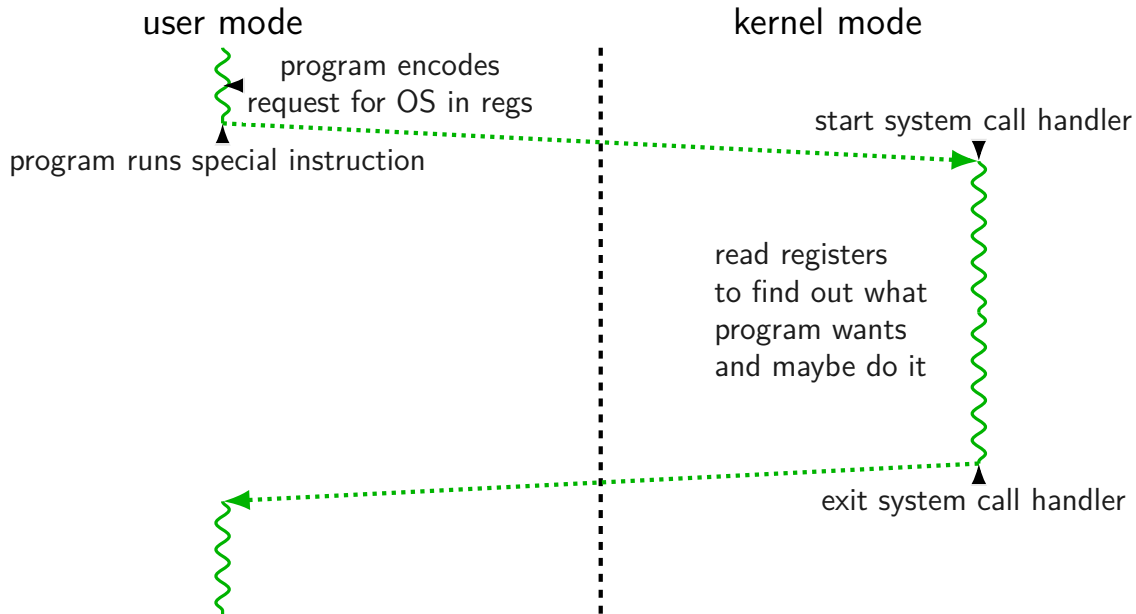 user mode
kernel mode
program encodes
request for OS in regs
program runs special instruction
start system call handler
read registers
to find out what
program wants
and maybe do it
exit system call handler